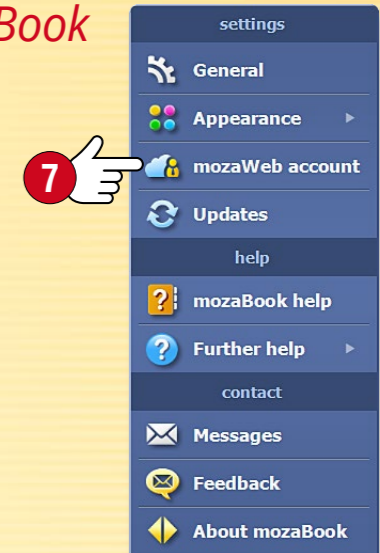 Book
settings
General
Appearance
7
mozaWeb account
Updates
help
mozaBook help
Further help
contact
Messages
Feedback
About mozaBook